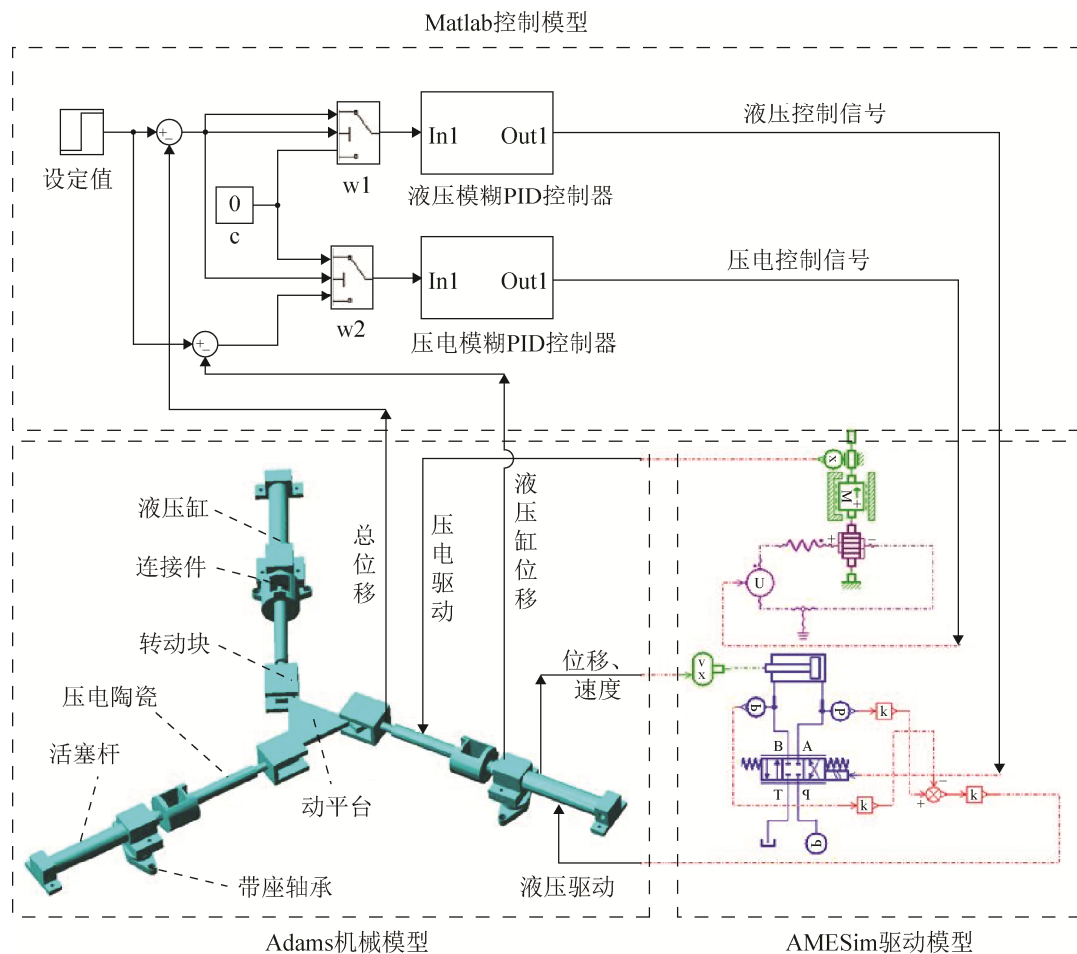 Matlab控制模型
设定值
+
−
0
c
w1
In1
Out1
液压模糊PID控制器
液压控制信号
w2
In1
Out1
压电模糊PID控制器
压电控制信号
+
−
液压缸
连接件
转动块
压电陶瓷
活塞杆
动平台
带座轴承
总位移
压电驱动
液压缸位移
位移、
速度
液压驱动
Adams机械模型
x
M
+
+
−
U
v
x
P
P
k
B
A
T
P
k
+
−
k
P
AMESim驱动模型